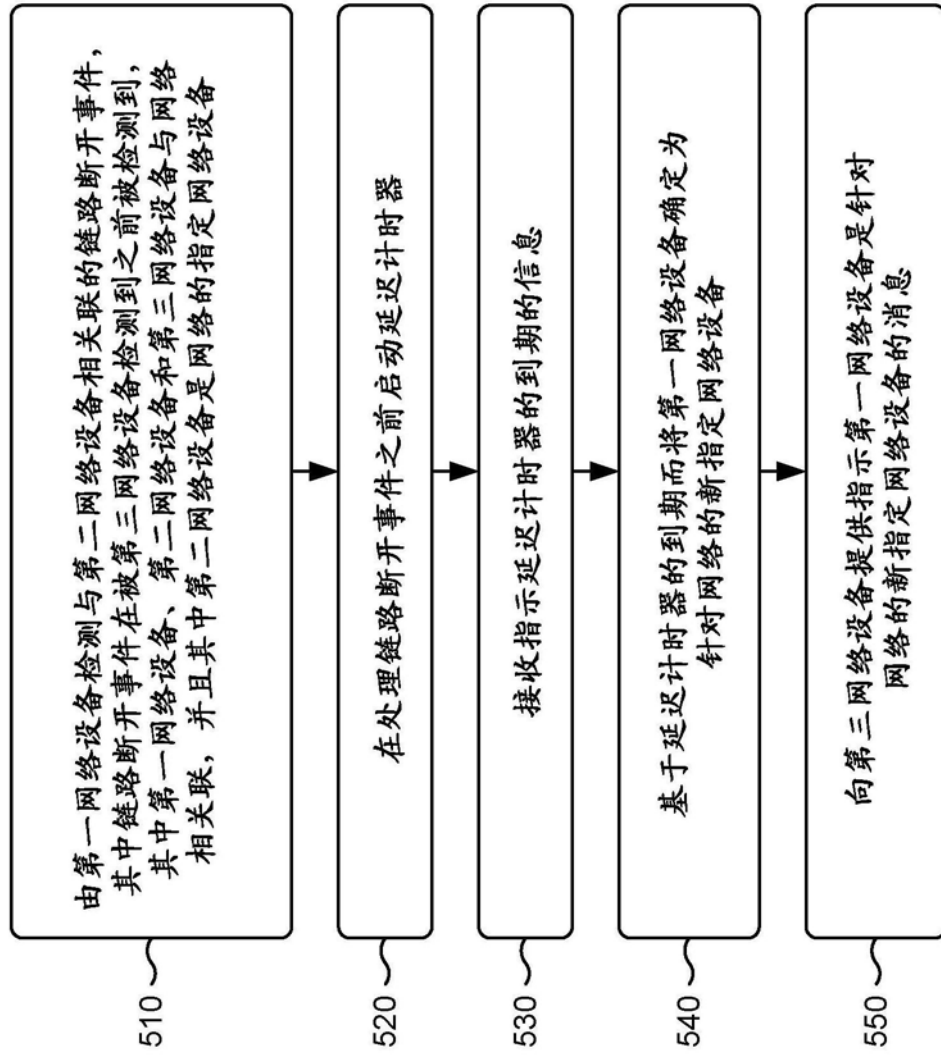 由第一网络设备检测与第二网络设备相关联的链路断开事件，
其中链路断开事件在被第三网络设备检测到之前被检测到，
其中第一网络设备、第二网络设备和第三网络设备与网络
相关联，并且其中第二网络设备是网络的指定网络设备
510
在处理链路断开事件之前启动延迟计时器
520
接收指示延迟计时器的到期的信息
530
基于延迟计时器的到期而将第一网络设备确定为
针对网络的新指定网络设备
540
向第三网络设备提供指示第一网络设备是针对
网络的新指定网络设备的消息
550